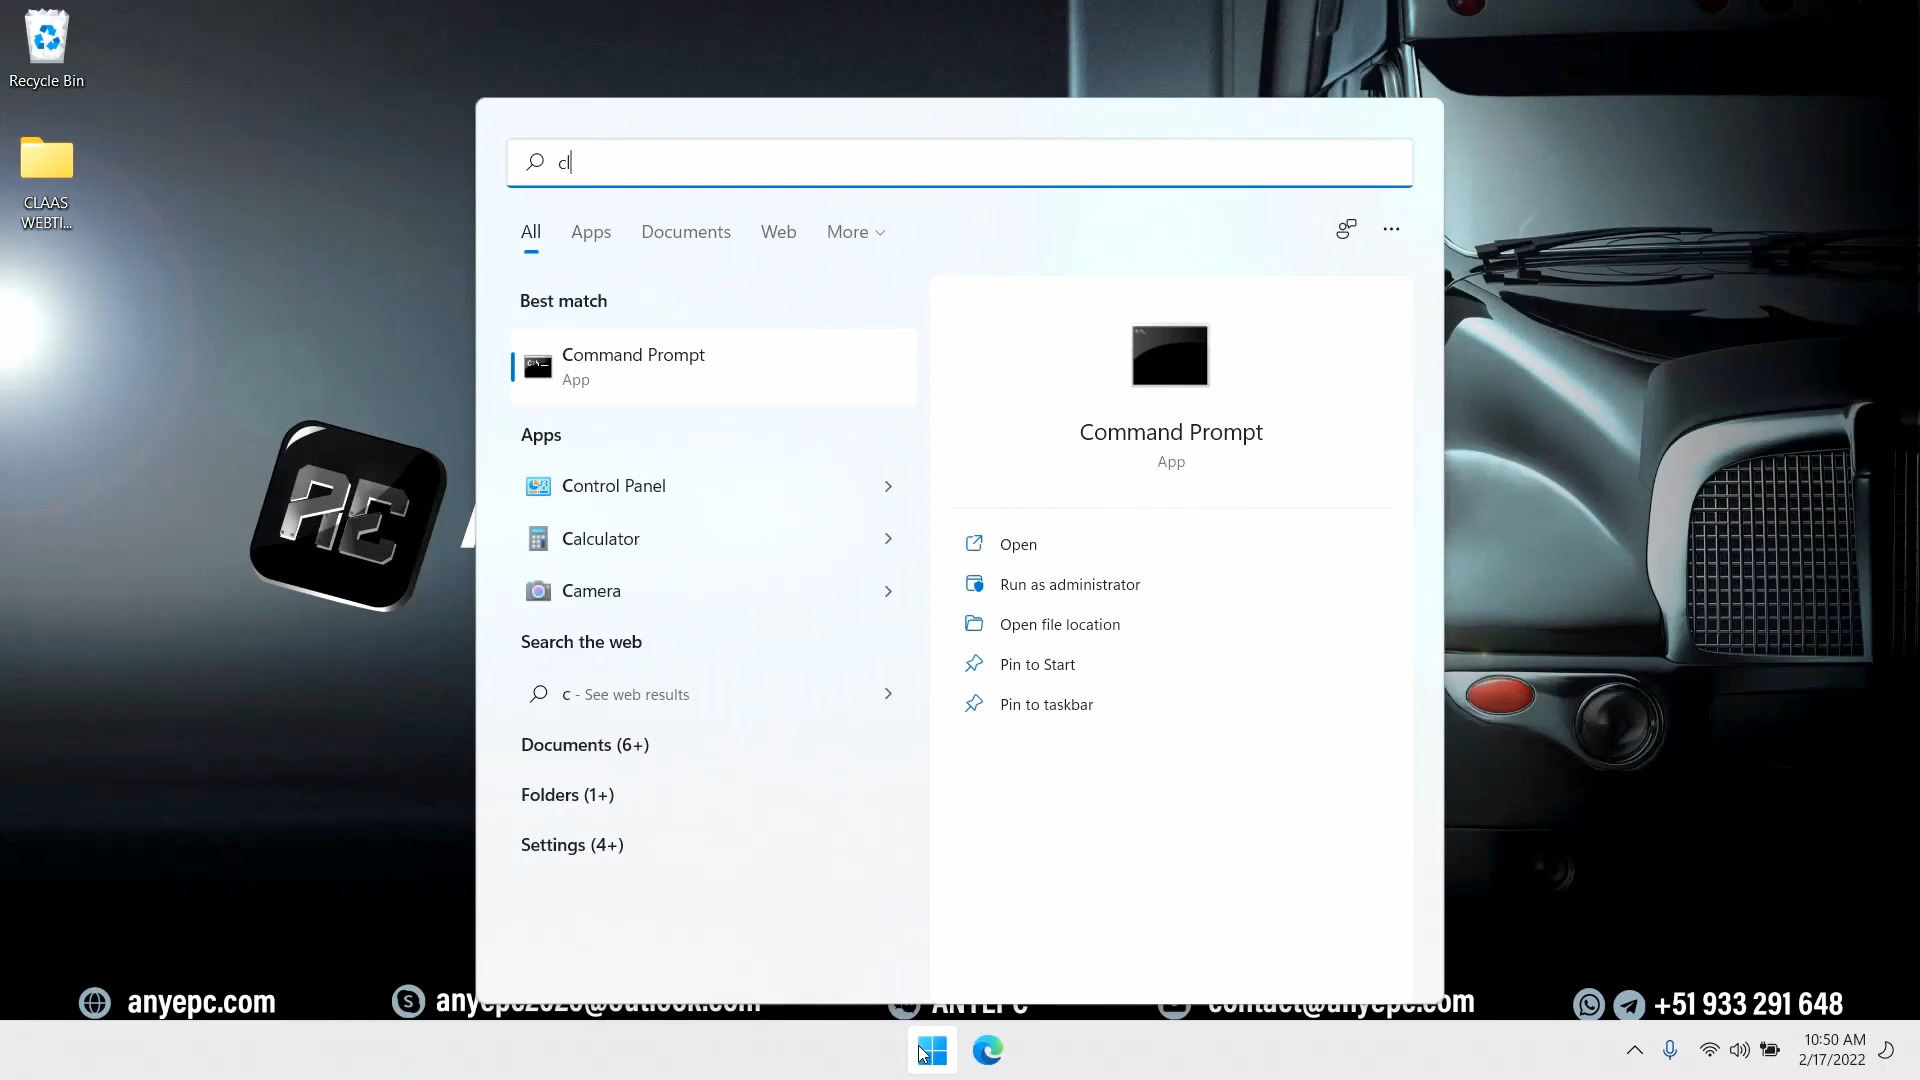 Recycle Bin
CLAAS
WEBTI...
cl
All
Apps
Documents
Web
More
Best match
Command Prompt
App
Apps
Control Panel
Calculator
Camera
Search the web
c - See web results
Documents (6+)
Folders (1+)
Settings (4+)
Command Prompt
App
Open
Run as administrator
Open file location
Pin to Start
Pin to taskbar
AE
anyepc.com
anyepc2020@outlook.com
ANYEPC
contact@anyepc.com
+51 933 291 648
10:50 AM
2/17/2022